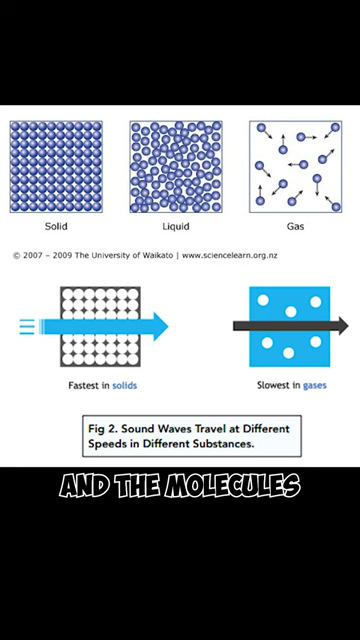 Solid Liquid Gas
© 2007 – 2009 The University of Waikato | www.sciencelearn.org.nz
Fastest in solids Slowest in gases
Fig 2. Sound Waves Travel at Different
Speeds in Different Substances.
AND THE MOLECULES